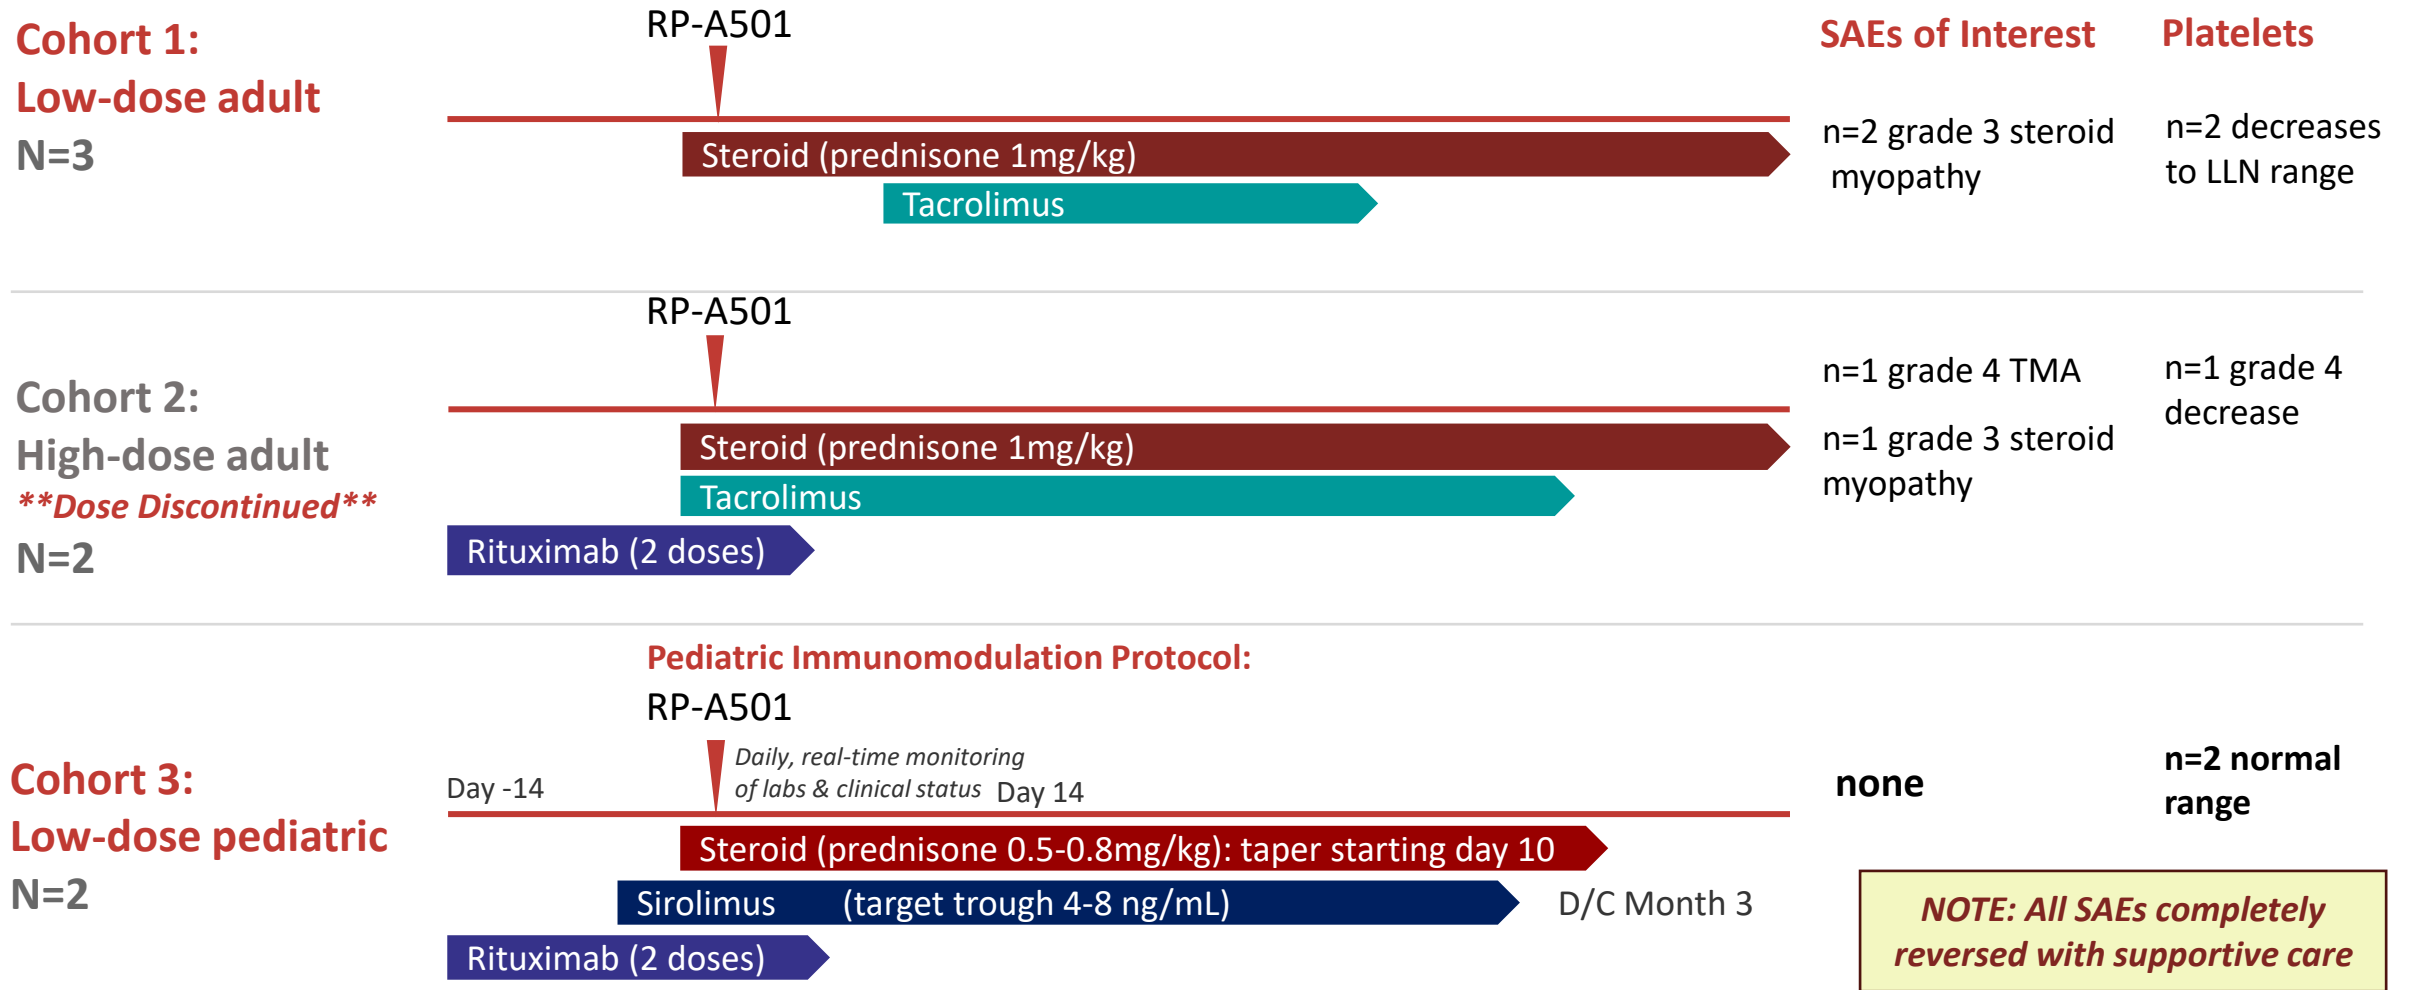 Cohort 1:
Low-dose adult
N=3
RP-A501
Steroid (prednisone 1mg/kg)
Tacrolimus
SAEs of Interest
n=2 grade 3 steroid
myopathy
Platelets
n=2 decreases
to LLN range
Cohort 2:
High-dose adult
**Dose Discontinued**
N=2
RP-A501
Steroid (prednisone 1mg/kg)
Tacrolimus
Rituximab (2 doses)
n=1 grade 4 TMA
n=1 grade 3 steroid
myopathy
n=1 grade 4
decrease
Cohort 3:
Low-dose pediatric
N=2
Pediatric Immunomodulation Protocol:
RP-A501
Daily, real-time monitoring
of labs & clinical status
Day -14
Day 14
Steroid (prednisone 0.5-0.8mg/kg): taper starting day 10
Sirolimus (target trough 4-8 ng/mL)
D/C Month 3
Rituximab (2 doses)
none
n=2 normal
range
NOTE: All SAEs completely
reversed with supportive care